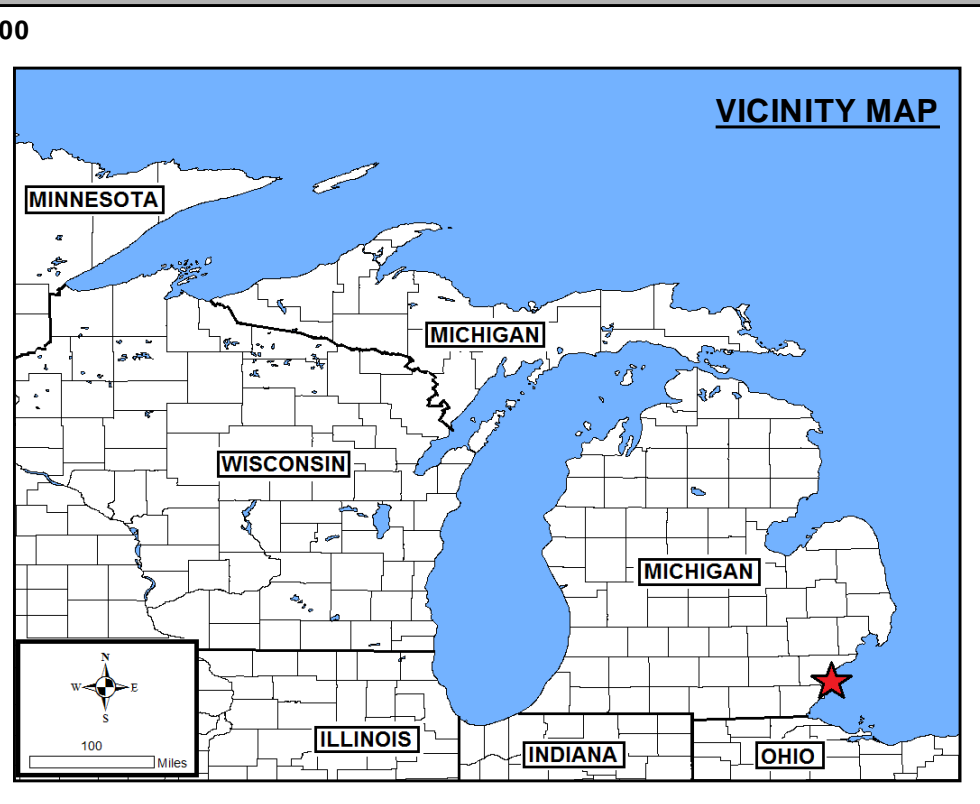 00
VICINITY MAP
MINNESOTA
MICHIGAN
WISCONSIN
MICHIGAN
N
W E
S
100
Miles
ILLINOIS
INDIANA
OHIO